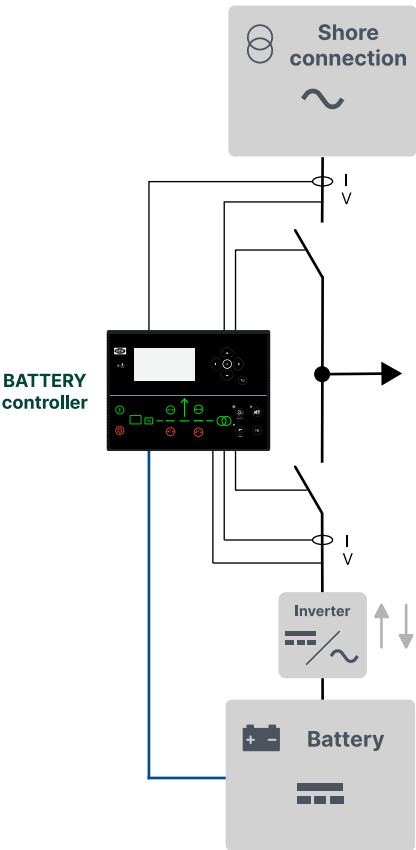 Shore
connection
I
V
BATTERY
controller
I
V
Inverter
Battery